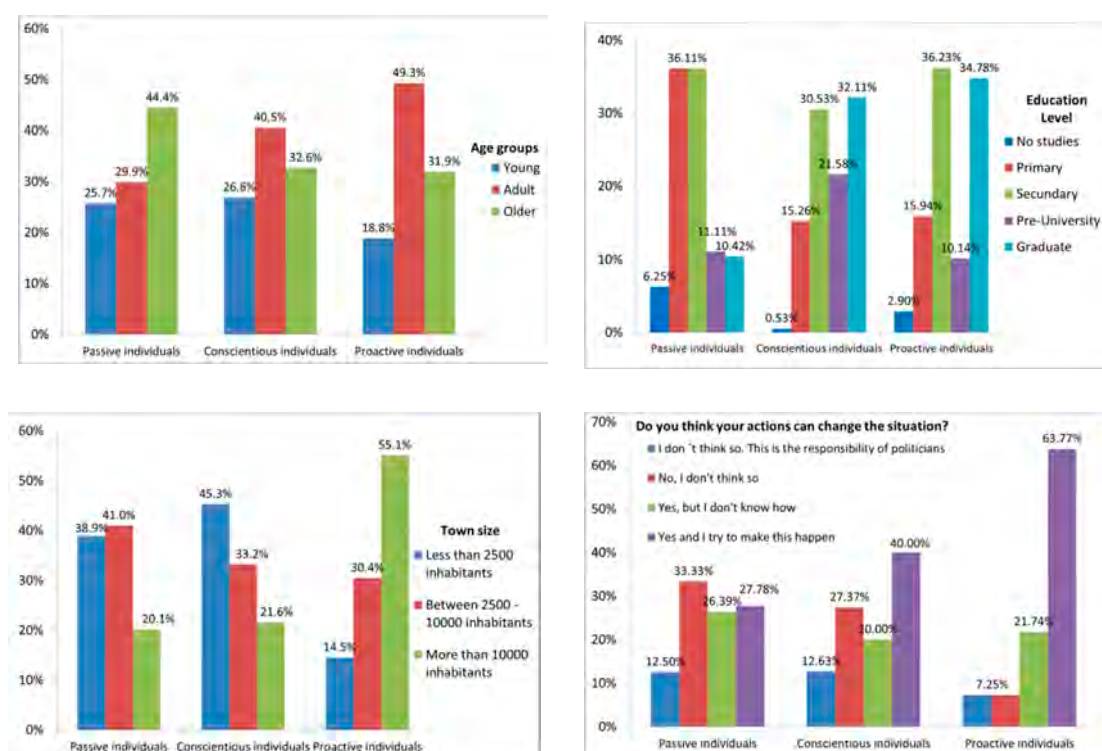 60%
50%
40%
30%
20%
10%
0%
25.7%
29.9%
44.4%
26.8%
40,5%
32.6%
18.8%
49.3%
31.9%
Passive individuals
Conscientious individuals
Proactive individuals
Age groups
Young
Adult
Older
40%
30%
20%
10%
0%
6.25%
36.11%
11.11%
10.42%
0.53%
15.26%
30.53%
21.58%
32.11%
2.90%
15.94%
36.23%
10.14%
34.78%
Passive individuals
Conscientious individuals
Proactive individuals
Education
Level
No studies
Primary
Secundary
Pre-University
Graduate
60%
50%
40%
30%
20%
10%
0%
38.9%
41.0%
20.1%
45.3%
33.2%
21.6%
14.5%
30.4%
55.1%
Passive individuals
Conscientious individuals
Proactive individuals
Town size
Less than 2500
inhabitants
Between 2500 -
10000 inhabitants
More than 10000
inhabitants
70%
60%
50%
40%
30%
20%
10%
0%
Do you think your actions can change the situation?
I don ´t think so. This is the responsibility of politicians
No, I don't think so
Yes, but I don't know how
Yes and I try to make this happen
12.50%
33.33%
26.39%
27.78%
12.63%
27.37%
20.00%
40.00%
7.25%
21.74%
63.77%
Passive individuals
Conscientious individuals
Proactive individuals